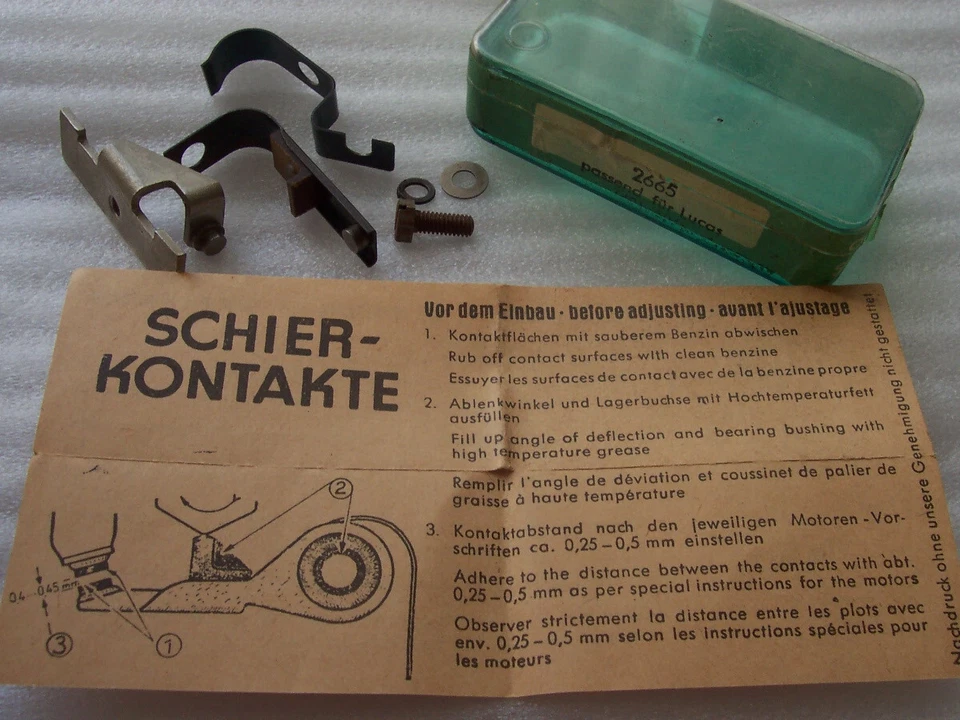 2665
passend für Lucas
SCHIER-
KONTAKTE
Vor dem Einbau · before adjusting · avant l'ajustage
1. Kontaktflächen mit sauberem Benzin abwischen
Rub off contact surfaces with clean benzine
Essuyer les surfaces de contact avec de la benzine propre
2. Ablenkwinkel und Lagerbuchse mit Hochtemperaturfett
ausfüllen
Fill up angle of deflection and bearing bushing with
high temperature grease
Remplir l'angle de déviation et coussinet de palier de
graisse à haute température
3. Kontaktabstand nach den jeweiligen Motoren-Vor-
schriften ca. 0,25–0,5 mm einstellen
Adhere to the distance between the contacts with abt.
0,25–0,5 mm as per special instructions for the motors
Observer strictement la distance entre les plots avec
env. 0,25–0,5 mm selon les instructions spéciales pour
les moteurs
Nachdruck ohne unsere Genehmigung nicht gestattet
2
0,4 - 0,45 mm
3
1